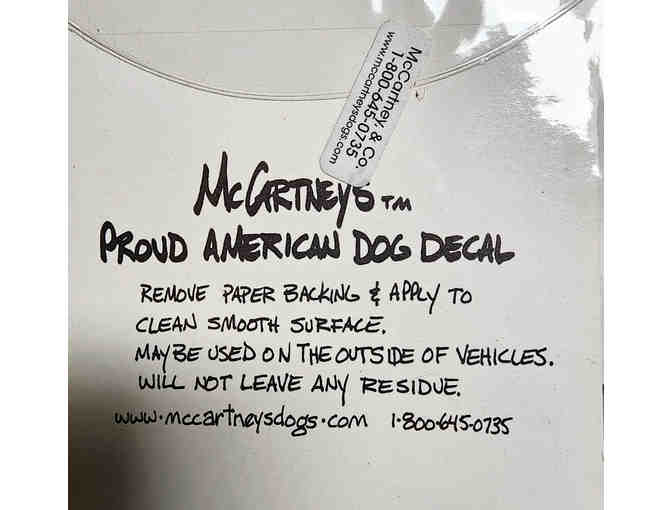 McCartney & Co.
1-800-645-0735
www.mccartneysdogs.com
McCARTNEYS TM
PROUD AMERICAN DOG DECAL
REMOVE PAPER BACKING & APPLY TO
CLEAN SMOOTH SURFACE.
MAY BE USED ON THE OUTSIDE OF VEHICLES.
WILL NOT LEAVE ANY RESIDUE.
www.mccartneysdogs.com 1-800-645-0735